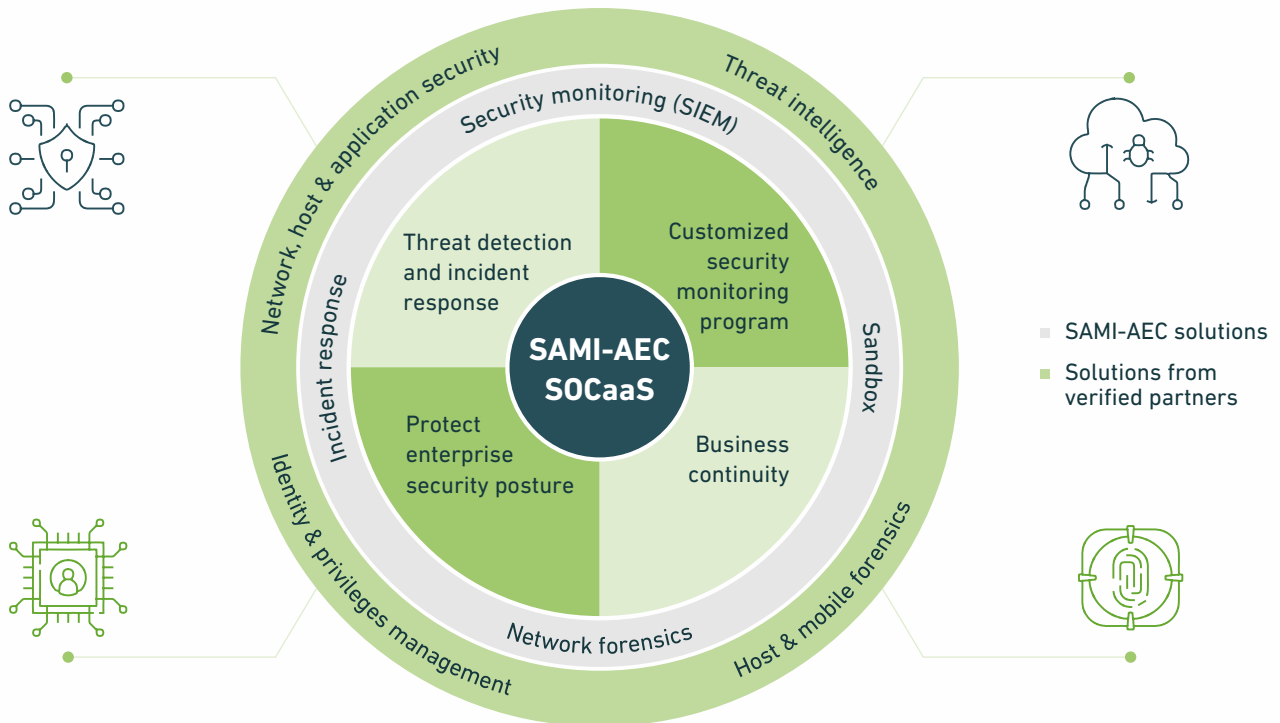 Network, host & application security
Threat intelligence
Security monitoring (SIEM)
Threat detection
and incident
response
Customized
security
monitoring
program
Incident response
SAMI-AEC
SOCaaS
Sandbox
SAMI-AEC solutions
Solutions from
verified partners
Protect
enterprise
security posture
Business
continuity
Identity & privileges management
Network forensics
Host & mobile forensics